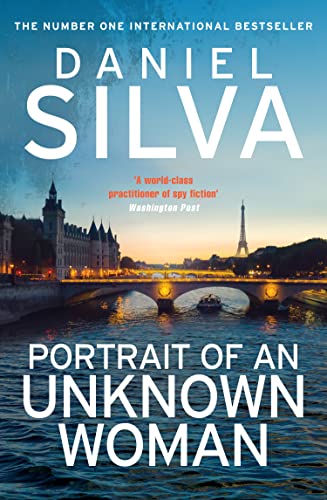 THE NUMBER ONE INTERNATIONAL BESTSELLER
DANIEL
SILVA
'A world-class
practitioner of spy fiction'
Washington Post
PORTRAIT OF AN
UNKNOWN
WOMAN